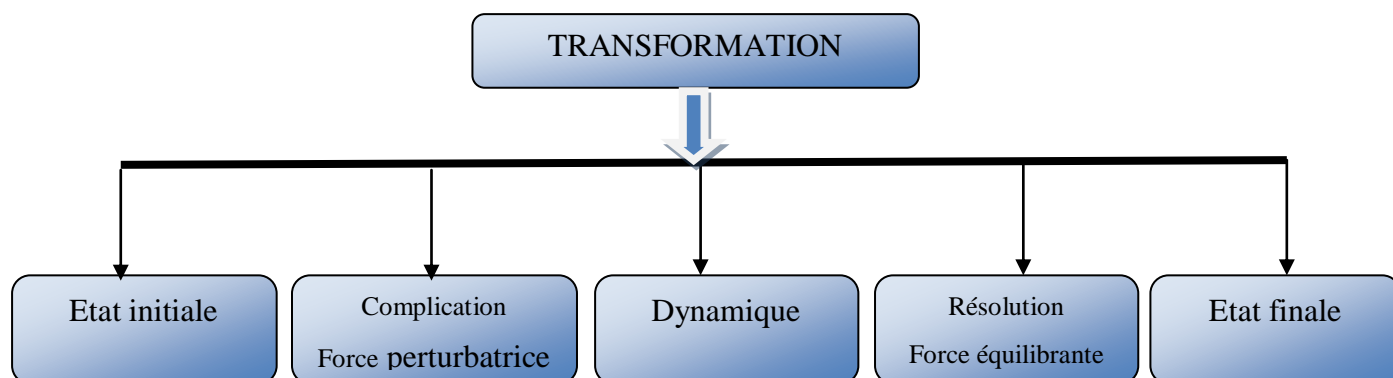 TRANSFORMATION
Etat initiale
Complication
Force perturbatrice
Dynamique
Résolution
Force équilibrante
Etat finale